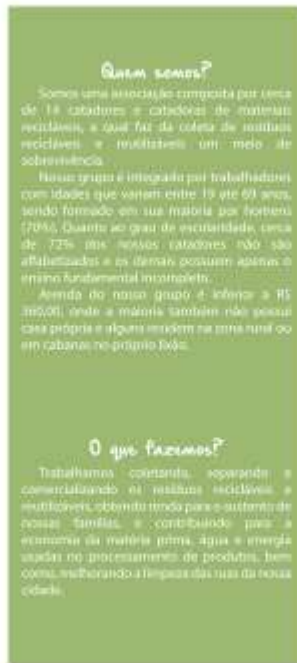 Quem somos?
Somos uma associação composta por cerca
de 14 catadores e catadoras de materiais
recicláveis, a qual faz da coleta de resíduos
recicláveis e reutilizáveis um meio de
sobrevivência.
Nosso grupo é integrado por trabalhadores
com idades que variam entre 19 até 69 anos,
sendo formado em sua maioria por homens
(70%). Quanto ao grau de escolaridade, cerca
de 72% dos nossos catadores não são
alfabetizados e os demais possuem apenas o
ensino fundamental incompleto.
A renda do nosso grupo é inferior a R$
onde a maioria também não possui
casa própria e alguns residem na zona rural ou
em cabanas no próprio lixão.
O que fazemos?
Trabalhamos coletando, separando e
comercializando os resíduos recicláveis e
reutilizáveis, obtendo renda para o sustento de
nossas famílias, e contribuindo para a
economia da matéria prima, água e energia
usadas no processamento de produtos, bem
como, melhorando a limpeza das ruas da nossa
cidade.